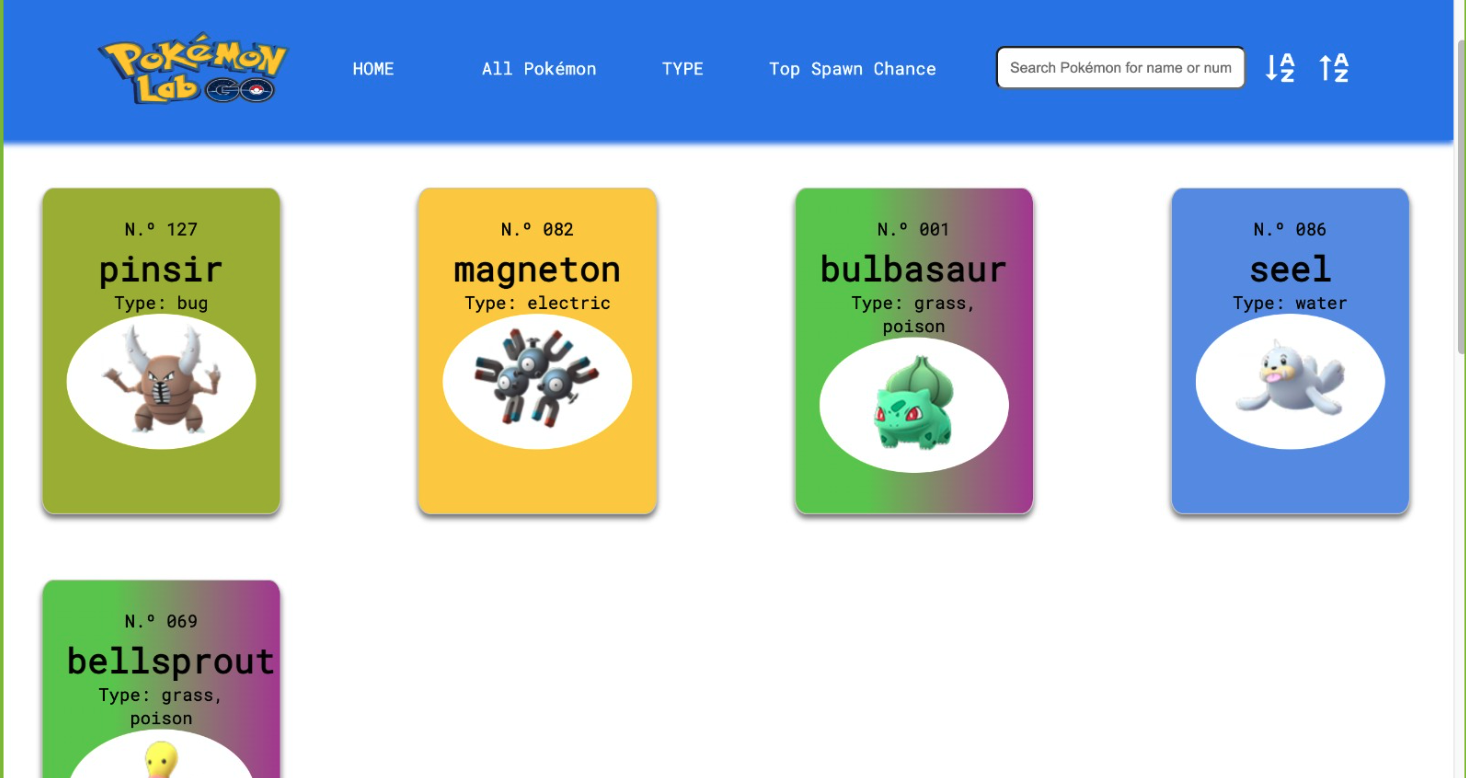 POKéMON
Lab GO
HOME
All Pokémon
TYPE
Top Spawn Chance
Search Pokémon for name or num
A
Z
A
Z
N.º 127
pinsir
Type: bug
N.º 082
magneton
Type: electric
N.º 001
bulbasaur
Type: grass,
poison
N.º 086
seel
Type: water
N.º 069
bellsprout
Type: grass,
poison